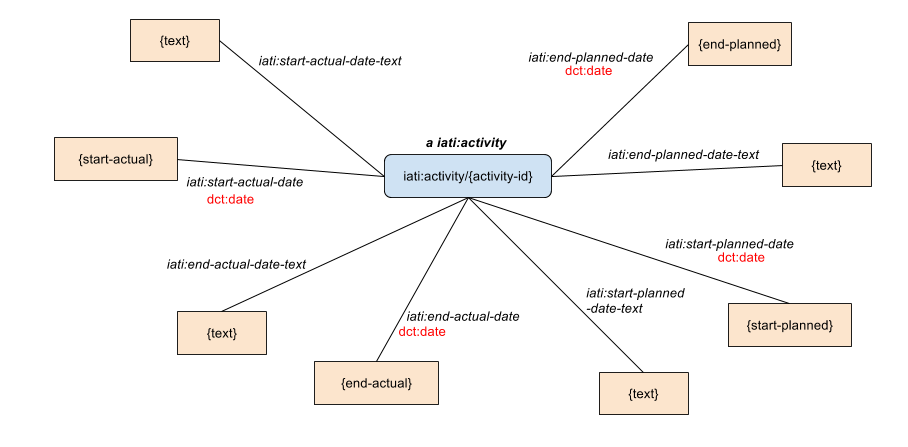 {text}
iati:start-actual-date-text
iati:end-planned-date
dct:date
{end-planned}
a iati:activity
{start-actual}
iati:start-actual-date
dct:date
iati:activity/{activity-id}
iati:end-planned-date-text
{text}
iati:end-actual-date-text
{text}
iati:end-actual-date
dct:date
{end-actual}
iati:start-planned
-date-text
{text}
iati:start-planned-date
dct:date
{start-planned}